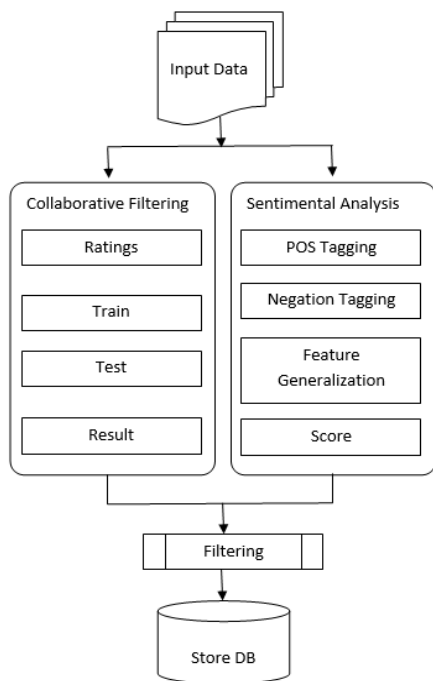 Input Data
Collaborative Filtering
Ratings
Train
Test
Result
Sentimental Analysis
POS Tagging
Negation Tagging
Feature
Generalization
Score
Filtering
Store DB